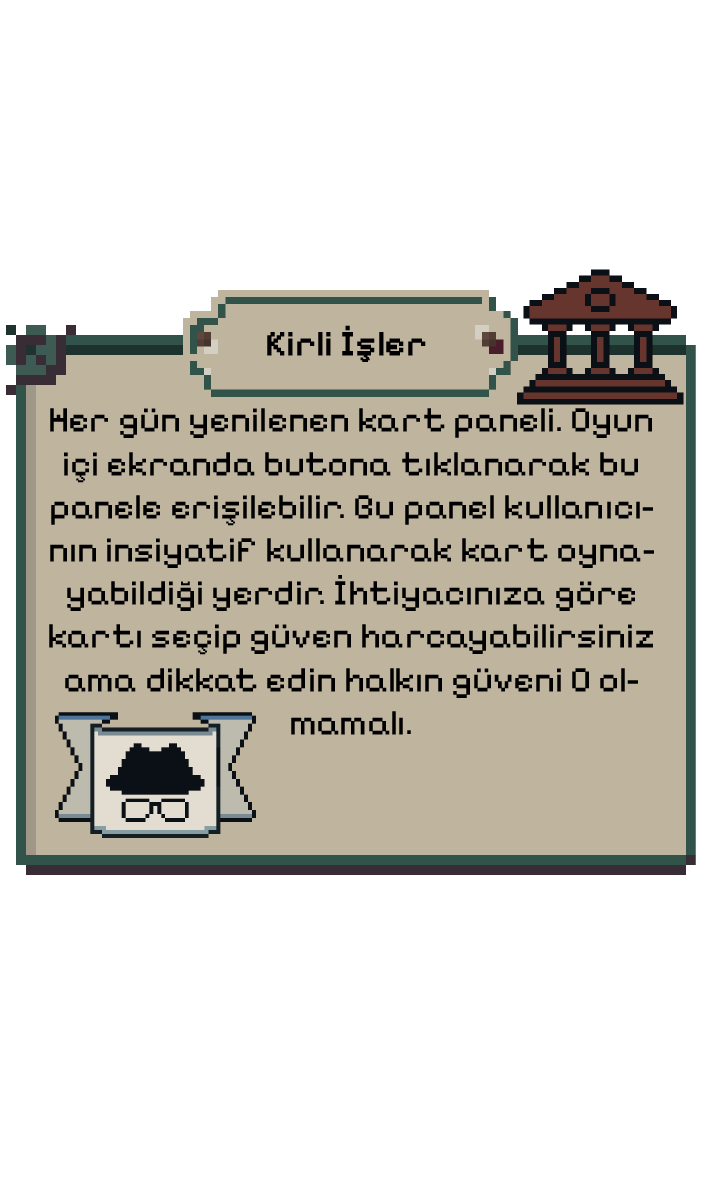 Kirli İşler
Her gün yenilenen kart paneli. Oyun
içi ekranda butona tıklanarak bu
panele erişilebilir. Bu panel kullanıcı-
nın insiyatif kullanarak kart oyna-
yabildiği yerdir. İhtiyacınıza göre
kartı seçip güven harcayabilirsiniz
ama dikkat edin halkın güveni 0 ol-
mamalı.